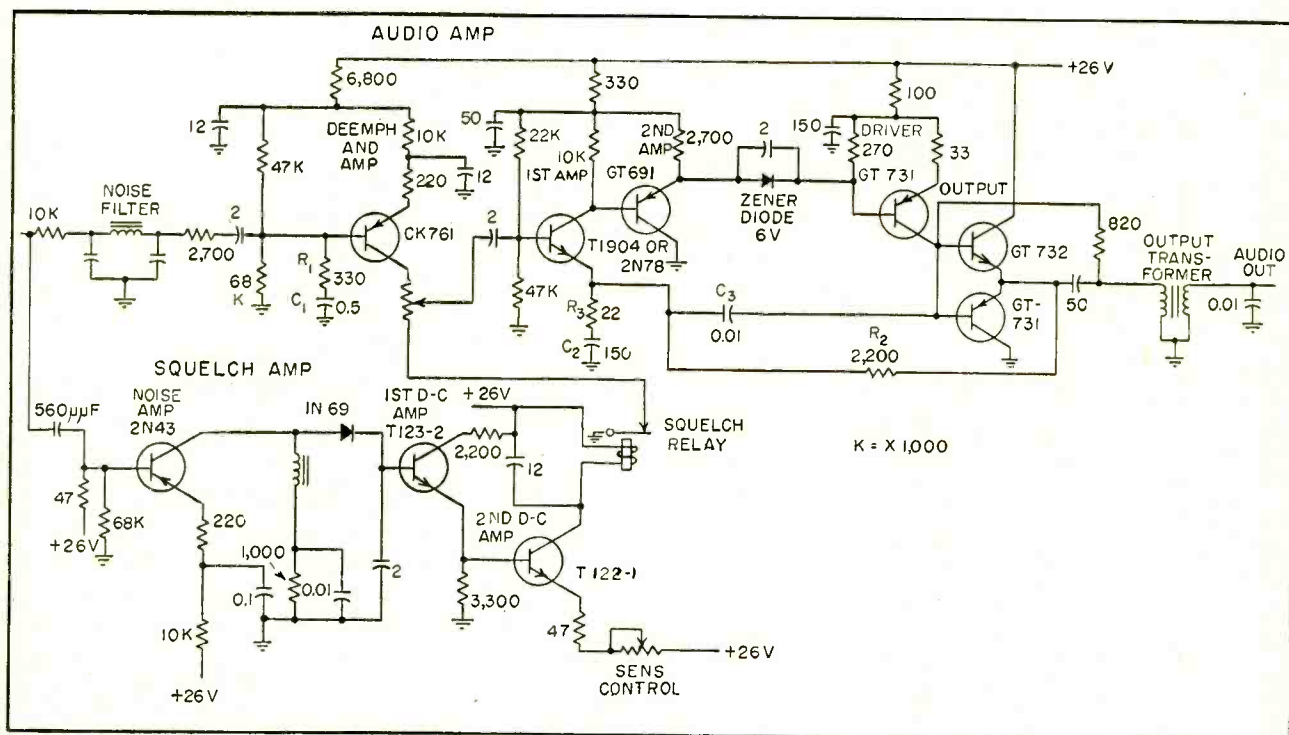 AUDIO AMP
+26V
6,800
330
100
12
47K
DEEMPH
AND
AMP
10K
12
220
50
22K
10K
1ST AMP
2ND
AMP
2,700
GT691
2
ZENER
DIODE
6V
150
DRIVER
270
33
GT 731
OUTPUT
820
GT 732
GT-
731
50
OUTPUT
TRANS-
FORMER
AUDIO
OUT
0.01
10K
NOISE
FILTER
2,700
2
68
K
R1
330
C1
0.5
CK761
2
T1904 OR
2N78
47K
R3
22
C2
150
C3
0.01
R2
2,200
SQUELCH AMP
560µµF
NOISE
AMP
2N43
IN 69
1ST D-C
AMP
T123-2
+26V
2,200
12
SQUELCH
RELAY
K = X 1,000
47
+26V
68K
220
1,000
0.01
0.1
2
10K
+26V
2ND D-C
AMP
T122-1
3,300
47
SENS
CONTROL
+26V